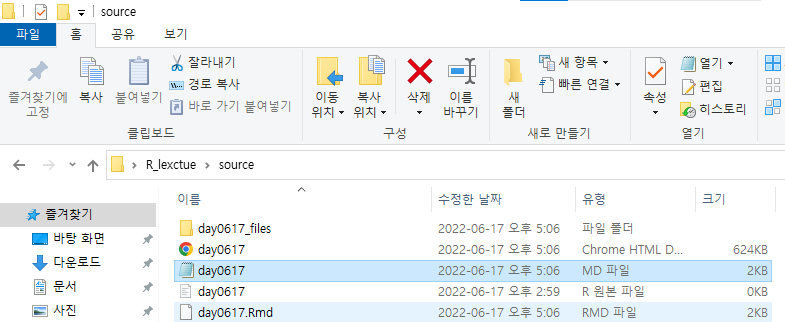 source
파일 홈 공유 보기
즐겨찾기에 고정
복사
붙여넣기
잘라내기
경로 복사
바로 가기 붙여넣기
클립보드
이동 위치
복사 위치
삭제
이름 바꾸기
구성
새 폴더
새 항목
빠른 연결
새로 만들기
속성
열기
편집
히스토리
열기
R_lexctue > source
이름 수정한 날짜 유형 크기
즐겨찾기
바탕 화면
다운로드
문서
사진
day0617_files 2022-06-17 오후 5:06 파일 폴더
day0617 2022-06-17 오후 5:06 Chrome HTML D... 624KB
day0617 2022-06-17 오후 5:06 MD 파일 2KB
day0617 2022-06-17 오후 2:59 R 원본 파일 0KB
day0617.Rmd 2022-06-17 오후 5:06 RMD 파일 2KB